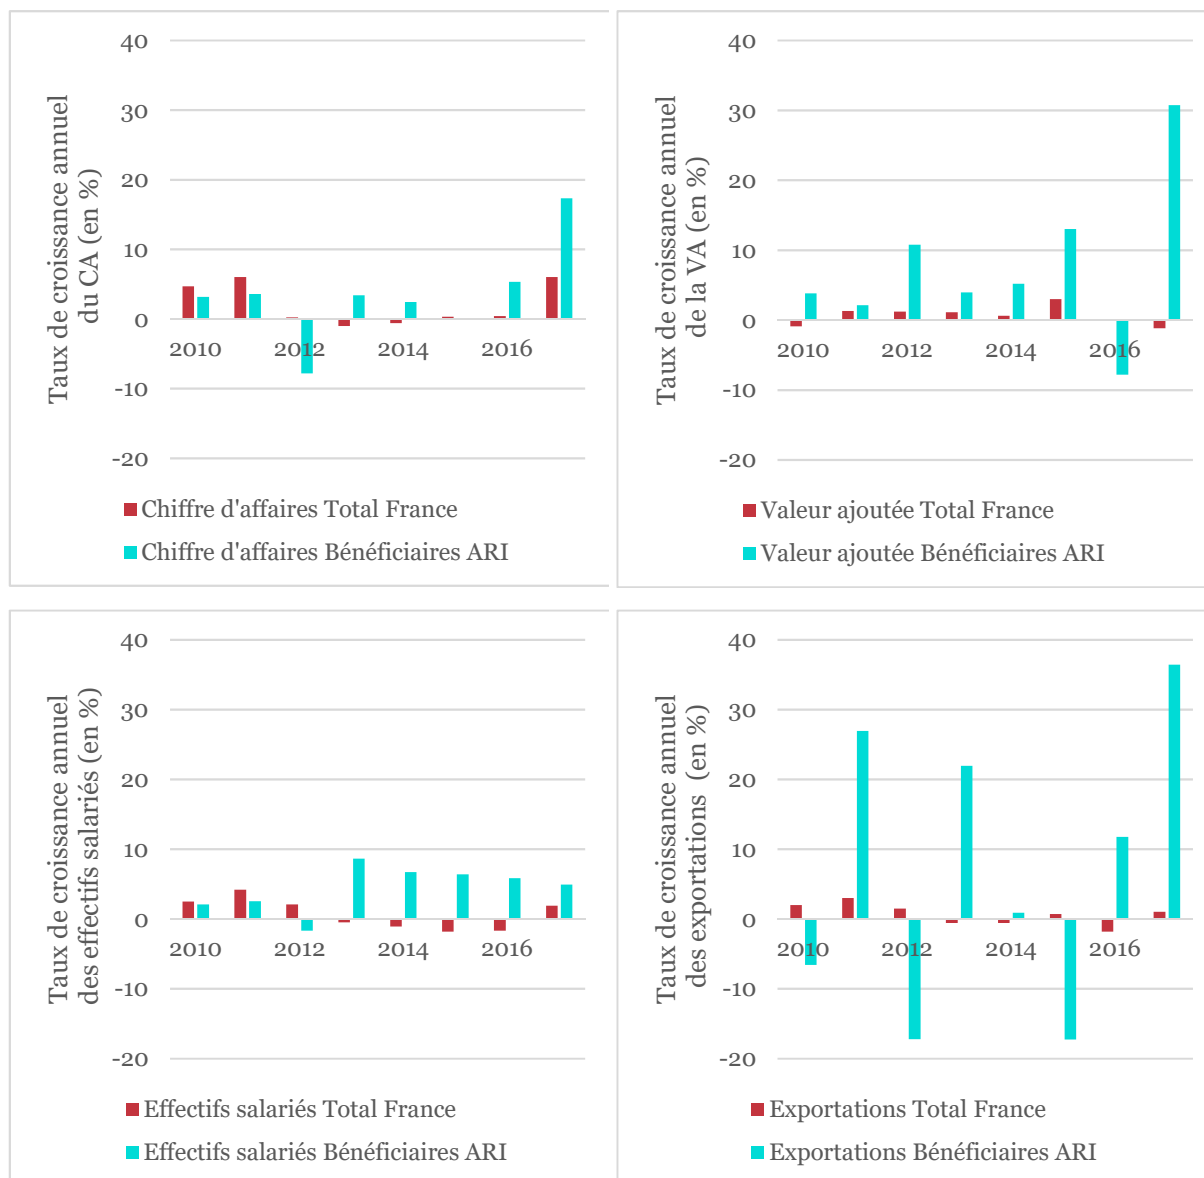 Taux de croissance annuel
du CA (en %)
40
30
20
10
0
-10
-20
2010
2012
2014
2016
Chiffre d'affaires Total France
Chiffre d'affaires Bénéficiaires ARI
Taux de croissance annuel
de la VA (en %)
40
30
20
10
0
-10
-20
2010
2012
2014
2016
Valeur ajoutée Total France
Valeur ajoutée Bénéficiaires ARI
Taux de croissance annuel
des effectifs salariés (en %)
40
30
20
10
0
-10
-20
2010
2012
2014
2016
Effectifs salariés Total France
Effectifs salariés Bénéficiaires ARI
Taux de croissance annuel
des exportations (en %)
40
30
20
10
0
-10
-20
2010
2012
2014
2016
Exportations Total France
Exportations Bénéficiaires ARI